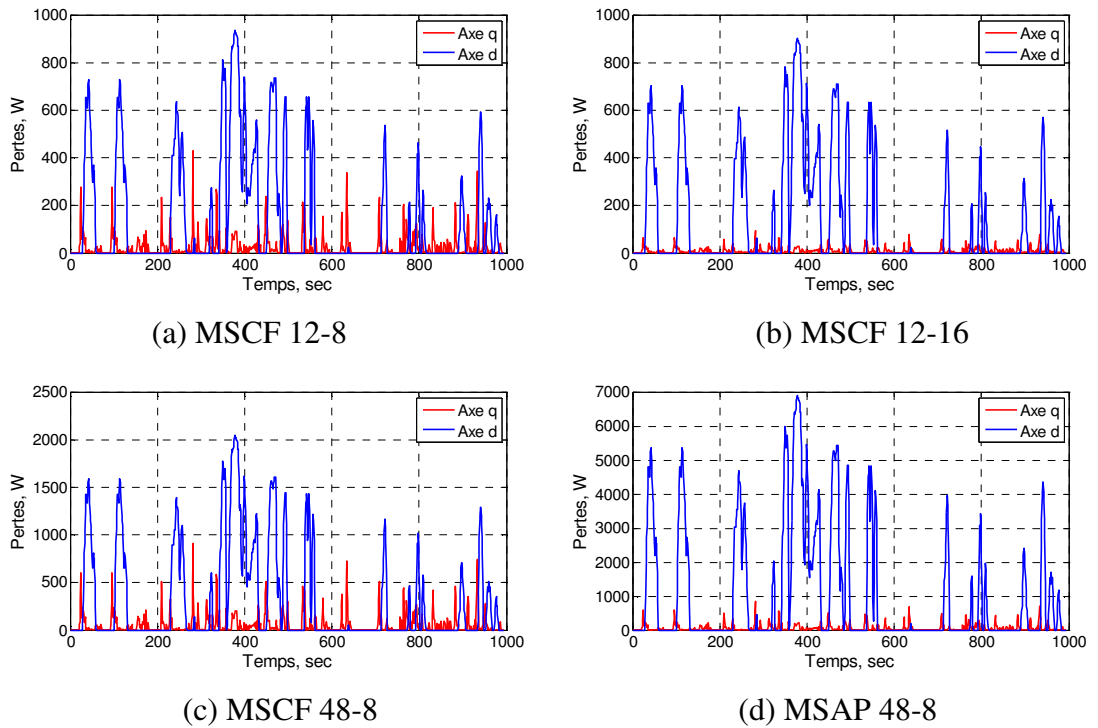 1000
800
600
400
200
0
Pertes, W
0 200 400 600 800 1000
Temps, sec
Axe q
Axe d
(a) MSCF 12-8
1000
800
600
400
200
0
Pertes, W
0 200 400 600 800 1000
Temps, sec
Axe q
Axe d
(b) MSCF 12-16
2500
2000
1500
1000
500
0
Pertes, W
0 200 400 600 800 1000
Temps, sec
Axe q
Axe d
(c) MSCF 48-8
7000
6000
5000
4000
3000
2000
1000
0
Pertes, W
0 200 400 600 800 1000
Temps, sec
Axe q
Axe d
(d) MSAP 48-8